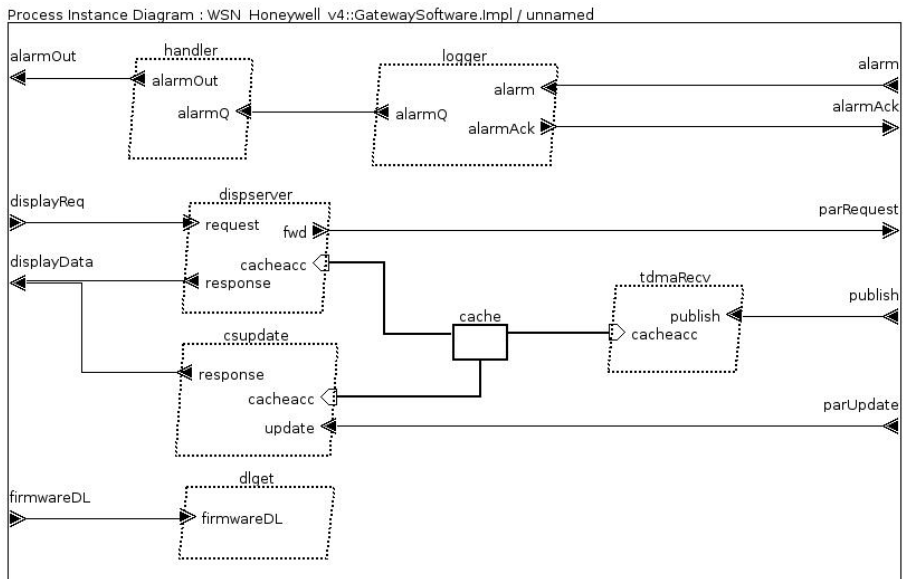 Process Instance Diagram : WSN_Honeywell_v4::GatewaySoftware.Impl / unnamed
handler
logger
alarmOut
alarmOut
alarmQ
alarmQ
alarm
alarmAck
alarm
alarmAck
dispserver
displayReq
request
fwd
parRequest
cacheacc
displayData
response
tdmaRecv
publish
publish
cacheacc
cache
csupdate
response
cacheacc
update
parUpdate
dlget
firmwareDL
firmwareDL